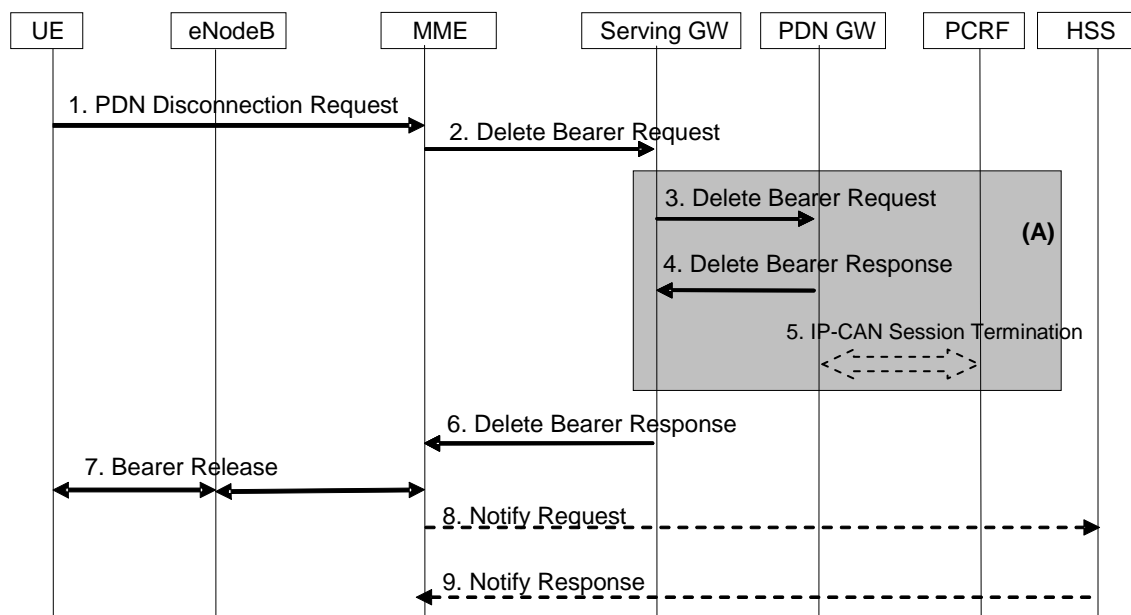 UE
eNodeB
MME
Serving GW
PDN GW
PCRF
HSS
1. PDN Disconnection Request
2. Delete Bearer Request
3. Delete Bearer Request
(A)
4. Delete Bearer Response
5. IP-CAN Session Termination
6. Delete Bearer Response
7. Bearer Release
8. Notify Request
9. Notify Response